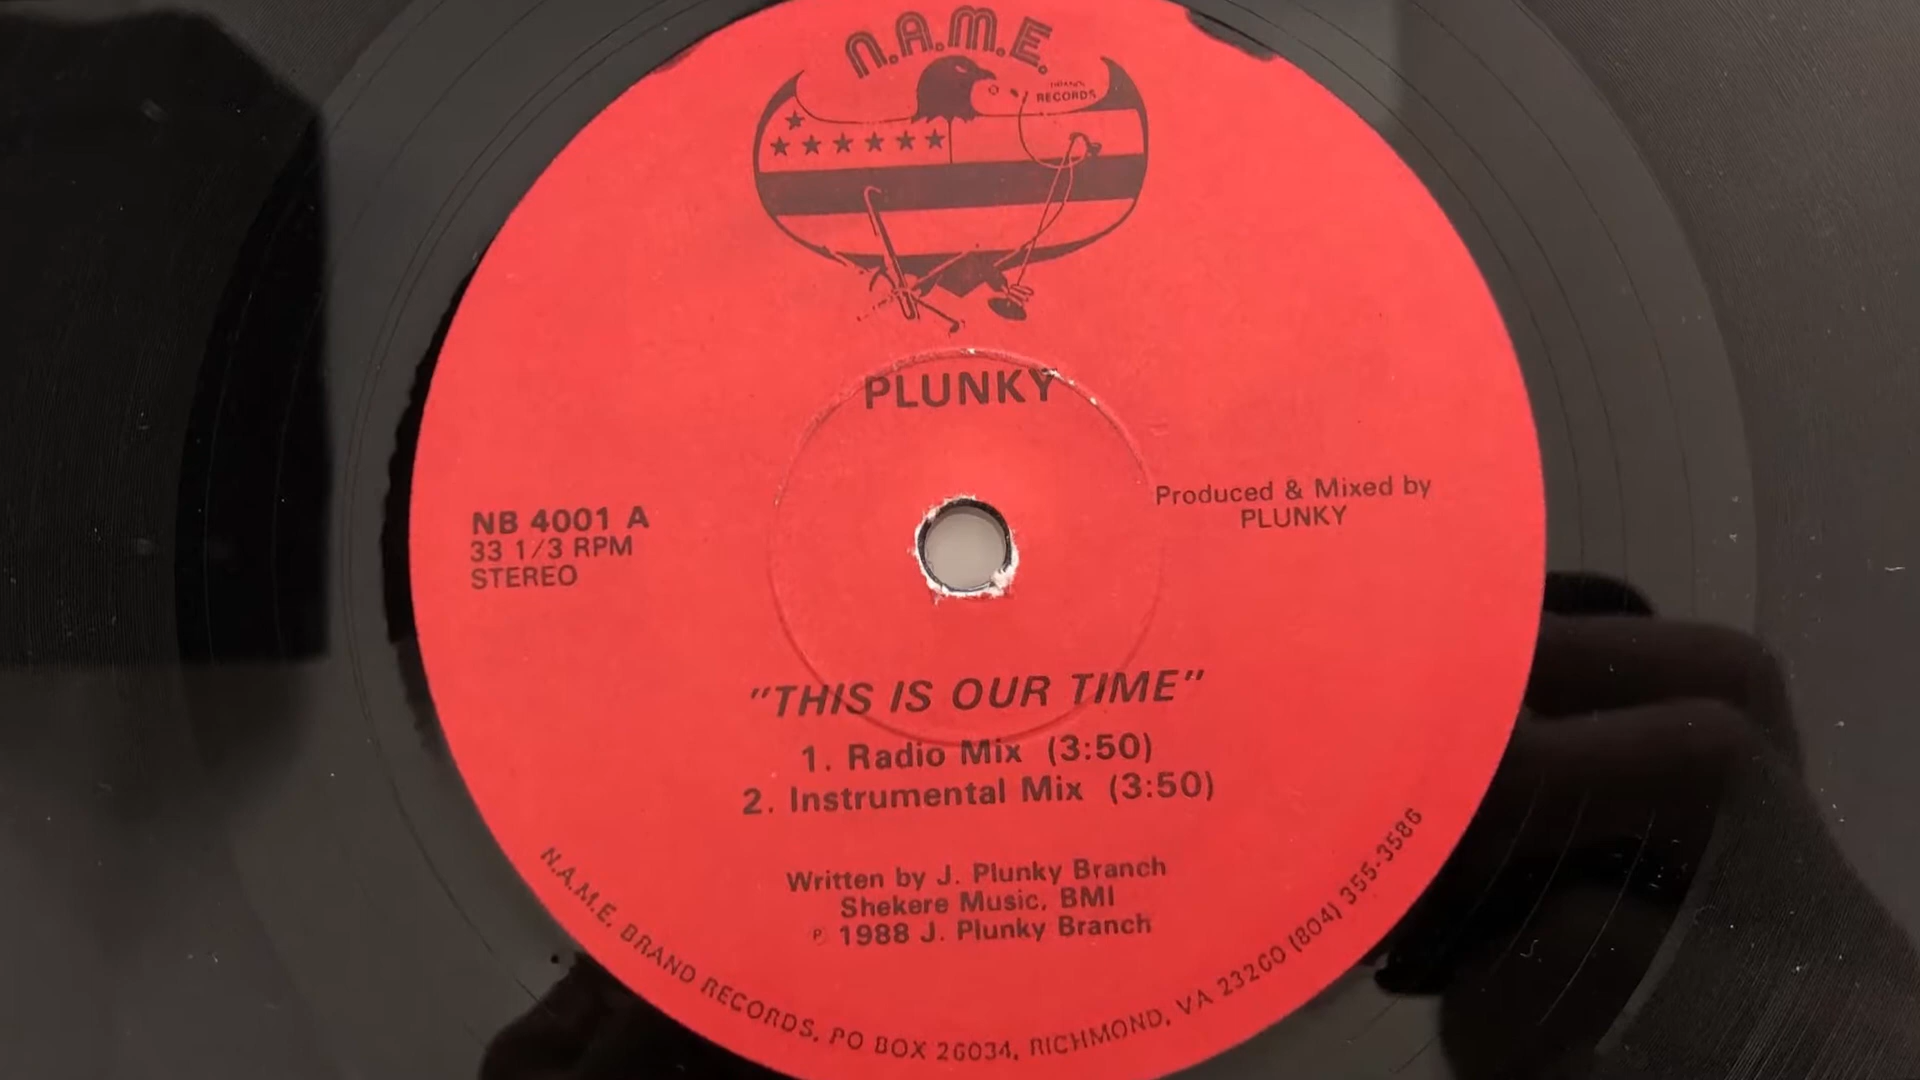 N.A.M.E.
BRAND
RECORDS
PLUNKY
NB 4001 A
33 1/3 RPM
STEREO
Produced & Mixed by
PLUNKY
"THIS IS OUR TIME"
1. Radio Mix (3:50)
2. Instrumental Mix (3:50)
Written by J. Plunky Branch
Shekere Music, BMI
℗ 1988 J. Plunky Branch
N.A.M.E. BRAND RECORDS, PO BOX 26034, RICHMOND, VA 23260 (804) 355-3586